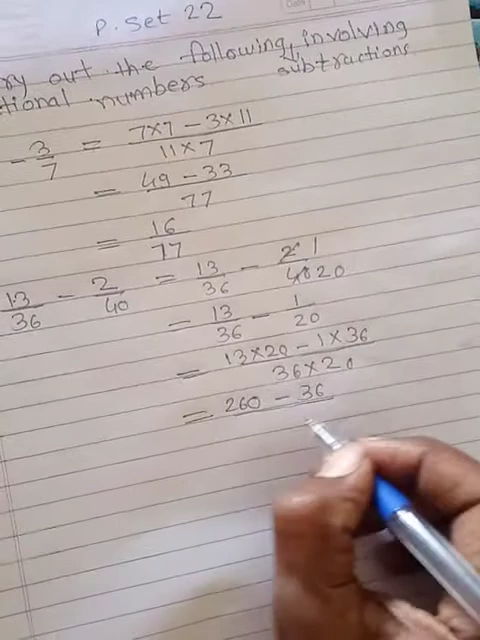 P. Set 22
ry out the following, involving
tional numbers subtractions
- 3/7 = 7×7 - 3×11 / 11×7
= 49 - 33 / 77
= 16/77
13/36 - 2/40 = 13/36 - 2 1 / 40 20
= 13/36 - 1/20
= 13×20 - 1×36 / 36×20
= 260 - 36